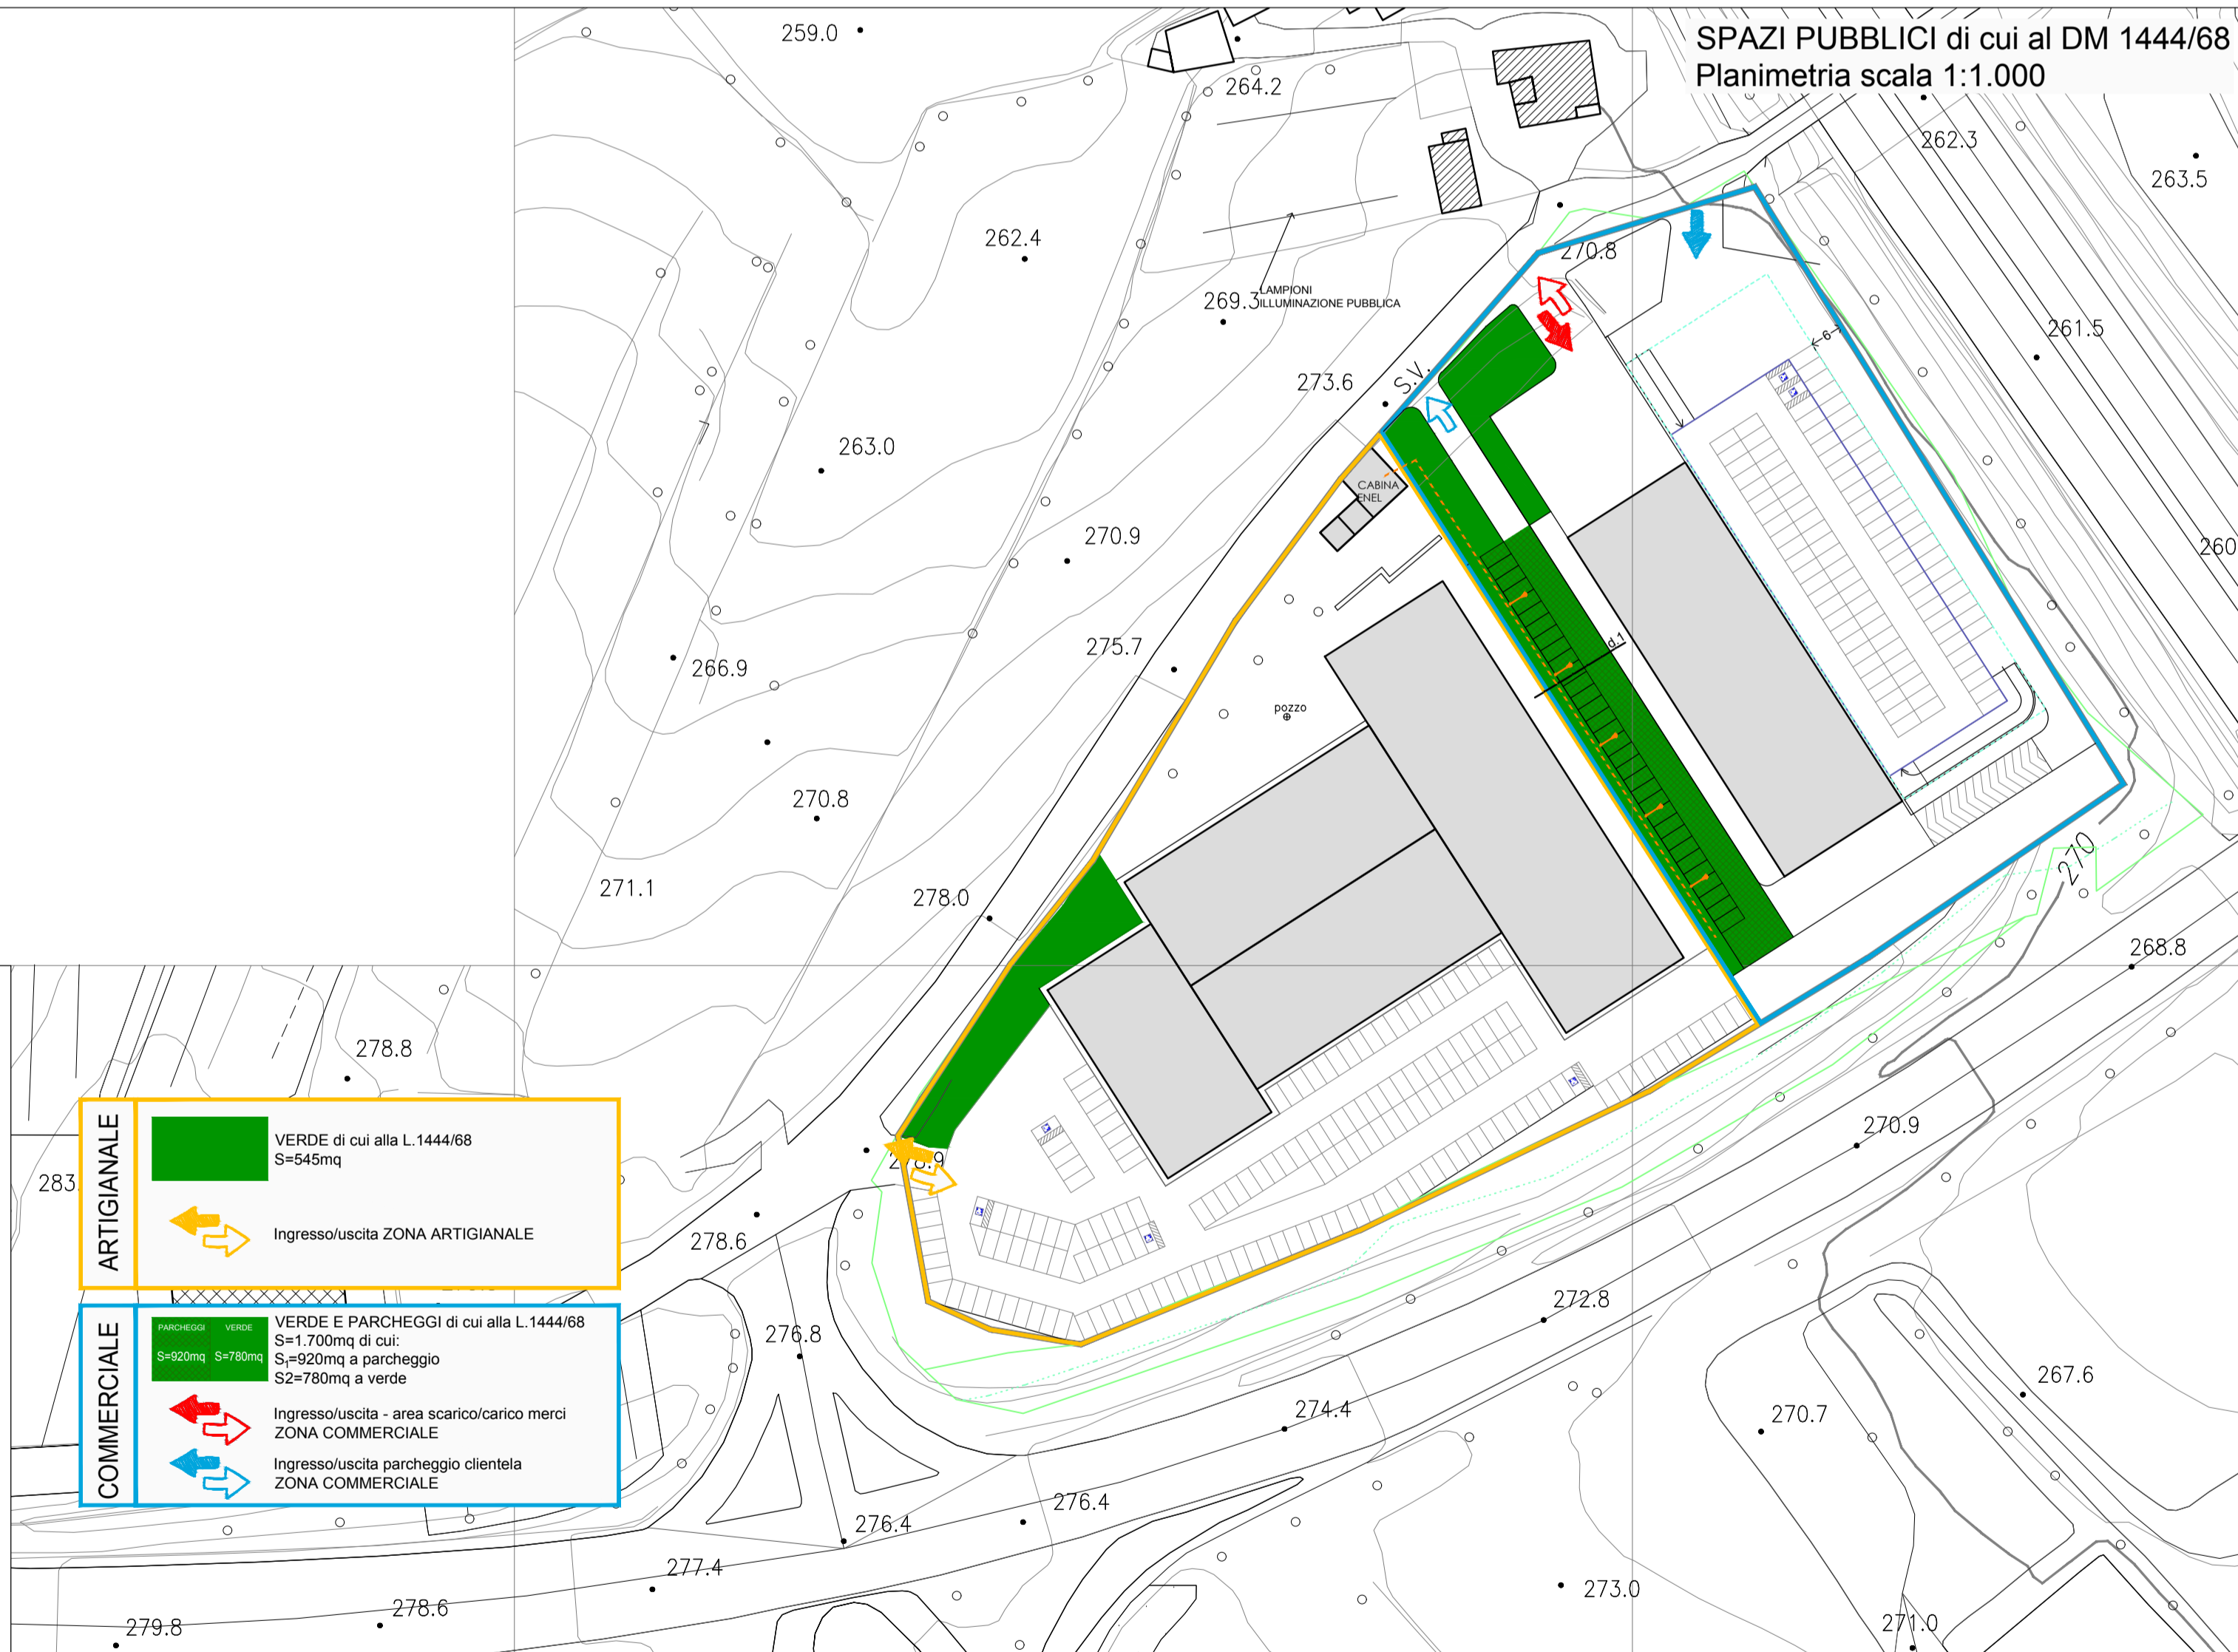 SPAZI PUBBLICI di cui al DM 1444/68
Planimetria scala 1:1.000
259.0
264.2
262.3
263.5
262.4
270.8
269.3
LAMPIONI
ILLUMINAZIONE PUBBLICA
261.5
6
273.6
S.V.
263.0
CABINA
ENEL
270.9
260
275.7
d.1
266.9
pozzo
270.8
271.1
278.0
270
268.8
278.8
270.9
283.
278.6
272.8
276.8
267.6
274.4
270.7
276.4
276.4
277.4
273.0
278.6
279.8
271.0
ARTIGIANALE
VERDE di cui alla L.1444/68
S=545mq
Ingresso/uscita ZONA ARTIGIANALE
COMMERCIALE
PARCHEGGI VERDE
S=920mq S=780mq
VERDE E PARCHEGGI di cui alla L.1444/68
S=1.700mq di cui:
S₁=920mq a parcheggio
S2=780mq a verde
Ingresso/uscita - area scarico/carico merci
ZONA COMMERCIALE
Ingresso/uscita parcheggio clientela
ZONA COMMERCIALE